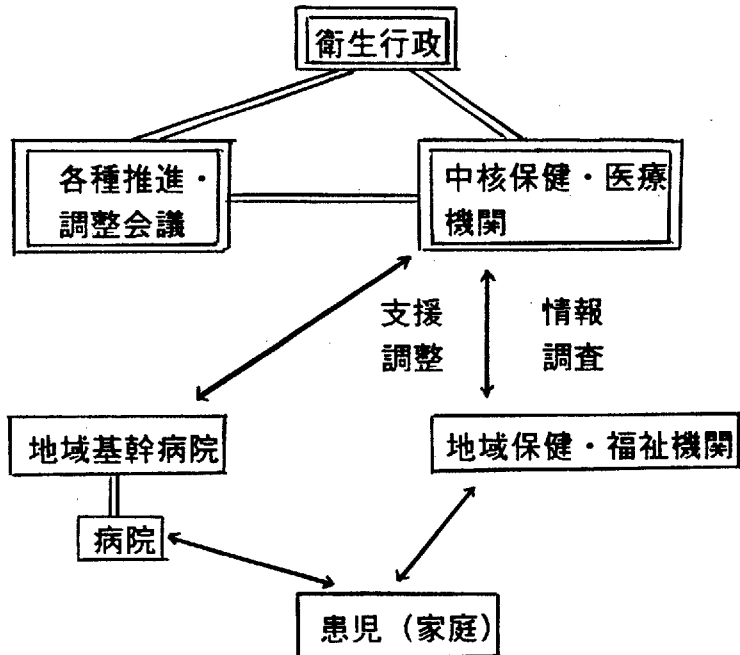 衛生行政
各種推進・
調整会議
中核保健・医療
機関
支援
調整
情報
調査
地域基幹病院
地域保健・福祉機関
病院
患児（家庭）